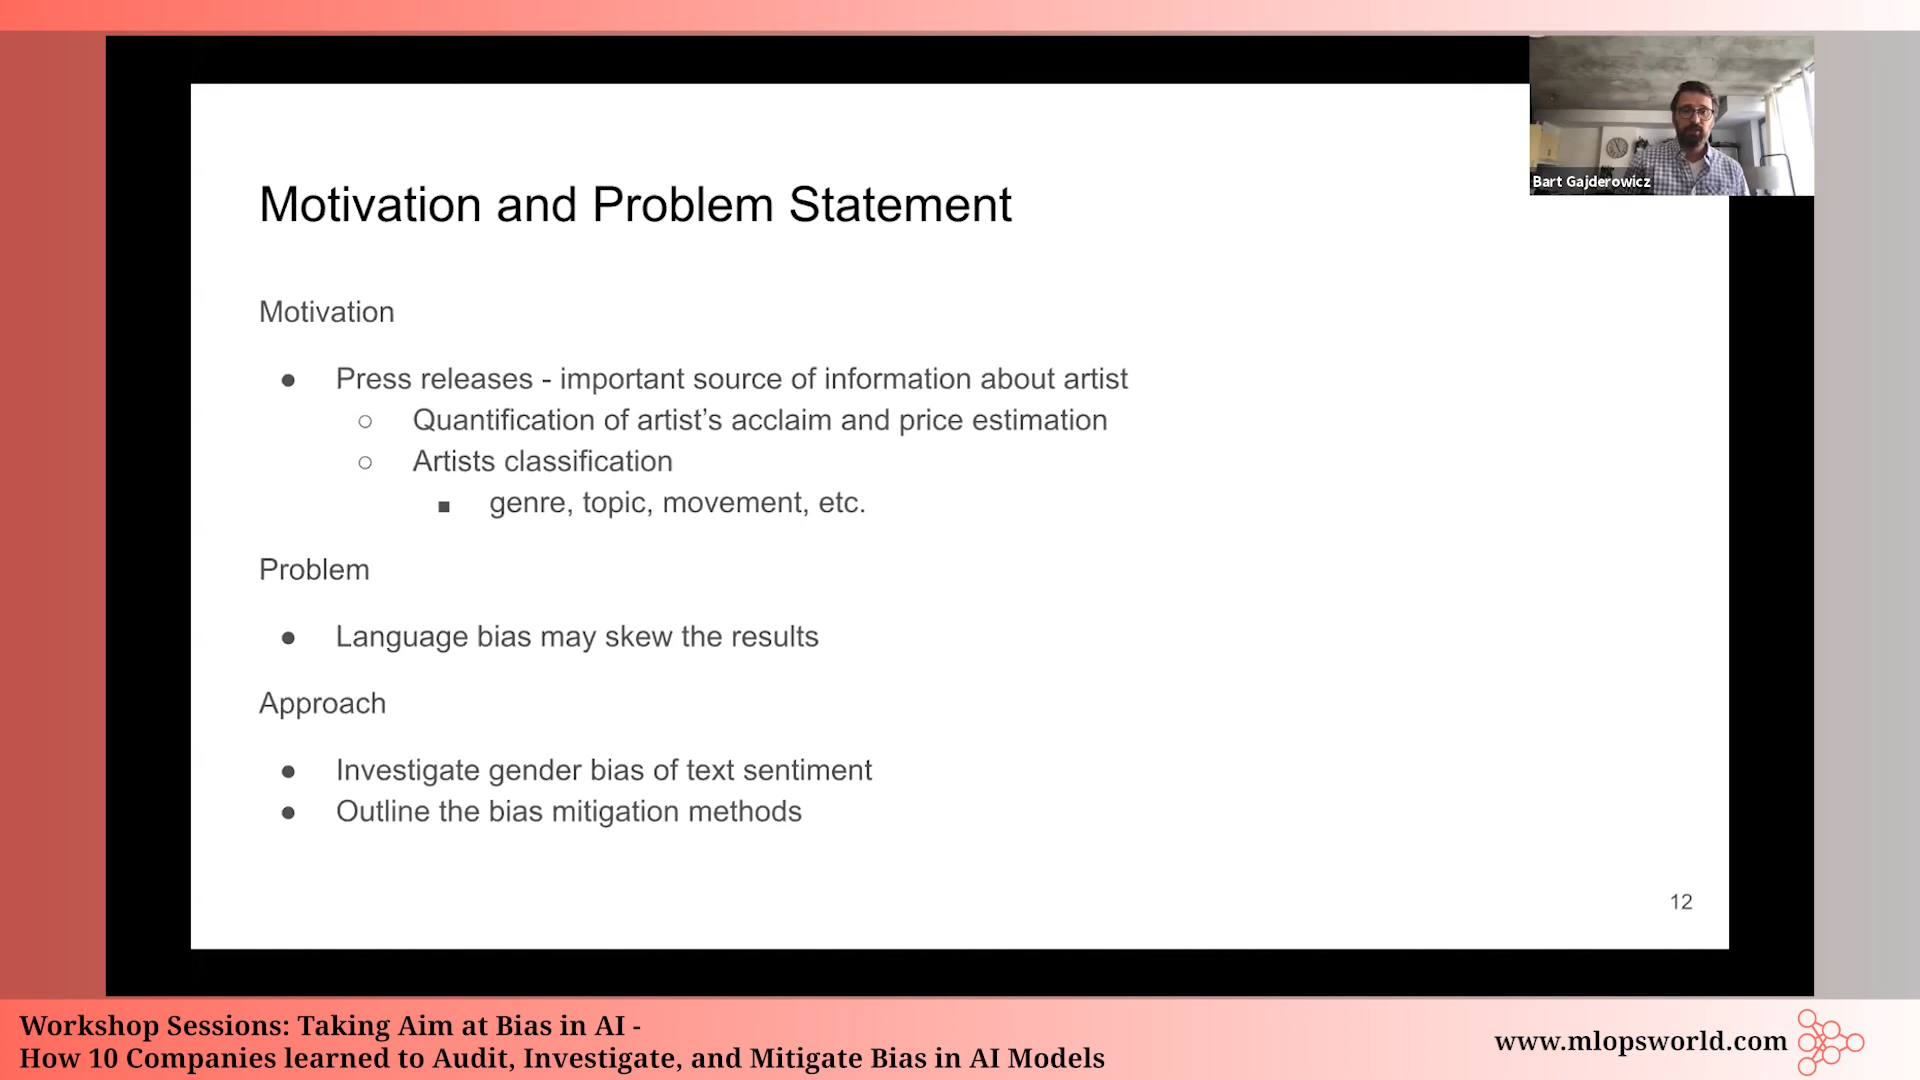 Bart Gajderowicz
Motivation and Problem Statement
Motivation
● Press releases - important source of information about artist
○ Quantification of artist’s acclaim and price estimation
○ Artists classification
■ genre, topic, movement, etc.
Problem
● Language bias may skew the results
Approach
● Investigate gender bias of text sentiment
● Outline the bias mitigation methods
12
Workshop Sessions: Taking Aim at Bias in AI -
How 10 Companies learned to Audit, Investigate, and Mitigate Bias in AI Models
www.mlopsworld.com